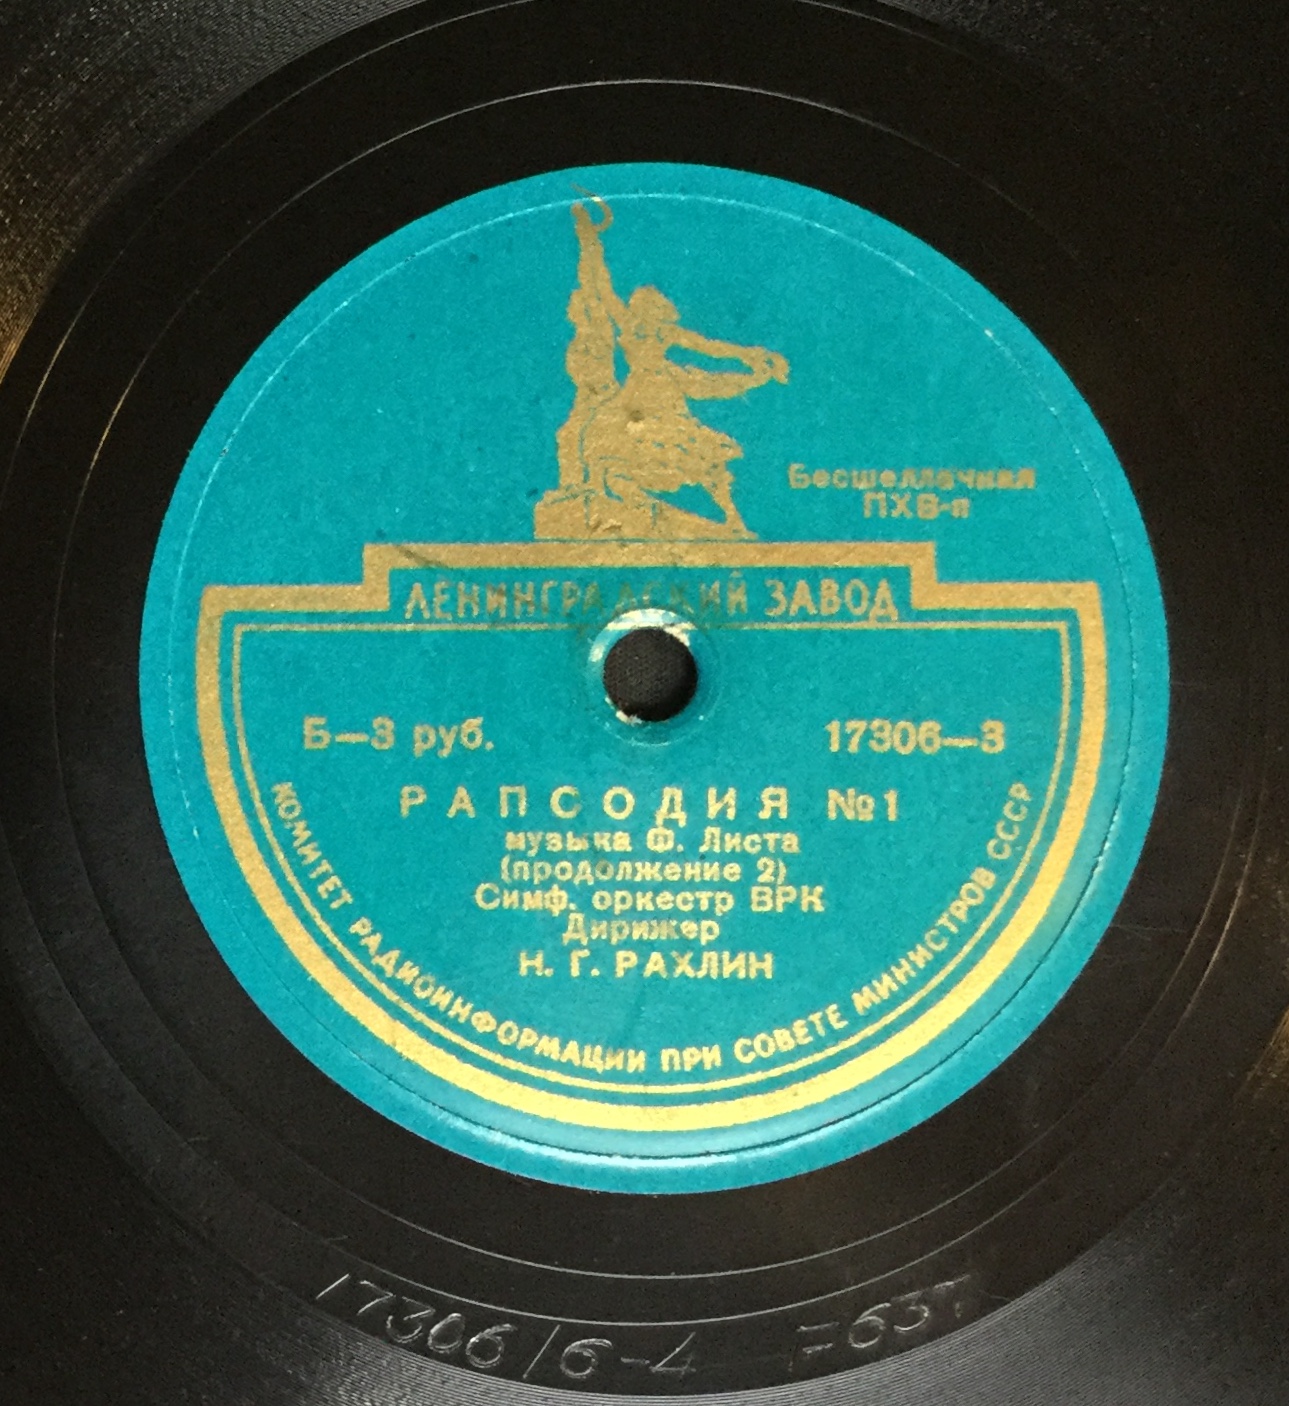 Бесшеллачная
ПХВ-п
ЛЕНИНГРАДСКИЙ ЗАВОД
Б—3 руб.
17306—3
РАПСОДИЯ №1
музыка Ф. Листа
(продолжение 2)
Симф. оркестр ВРК
Дирижер
Н. Г. РАХЛИН
КОМИТЕТ РАДИОИНФОРМАЦИИ ПРИ СОВЕТЕ МИНИСТРОВ СССР
17306/6-4 F637